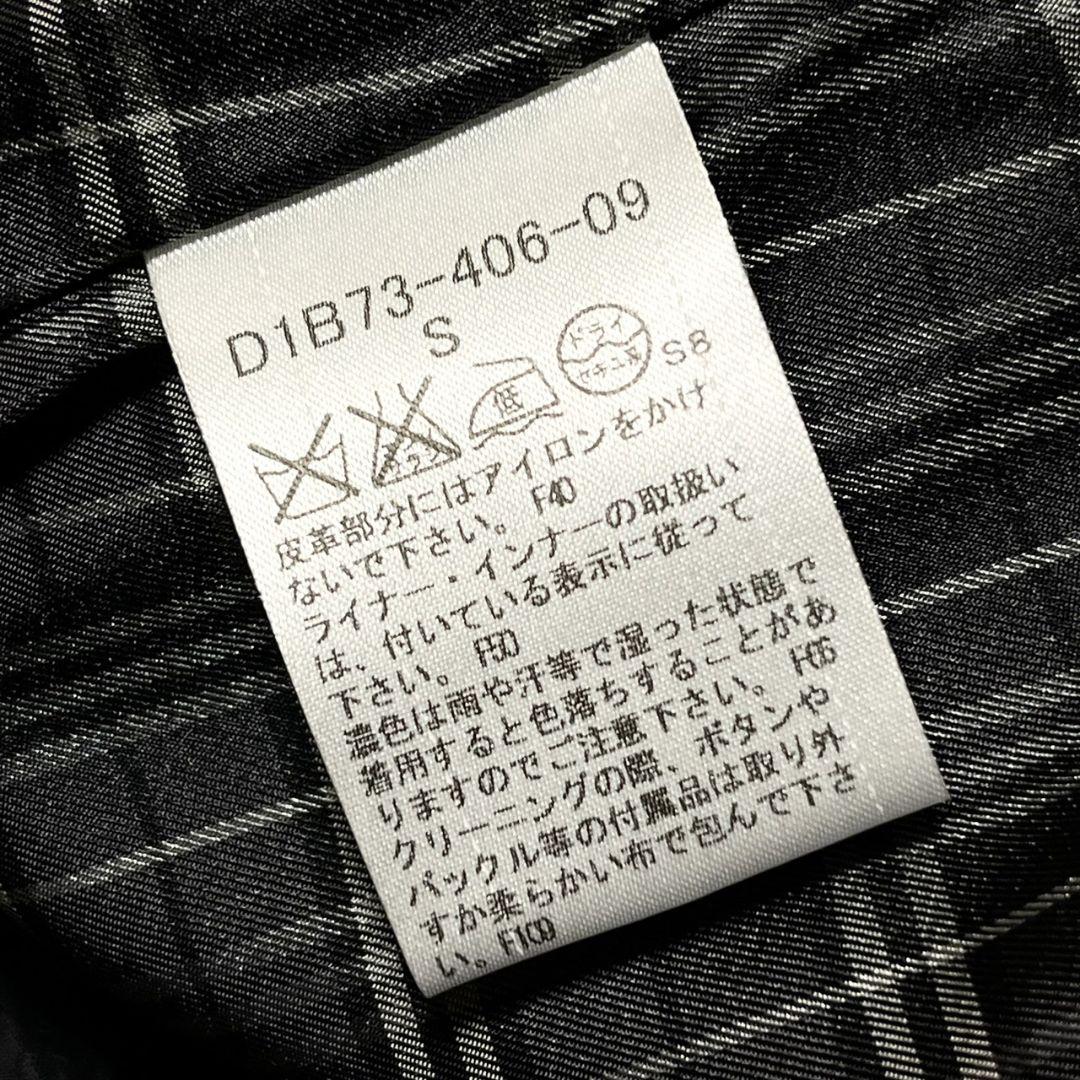 D1B73-406-09
S
低
ドライ
セキユ系
S8
皮革部分にはアイロンをかけ
ないで下さい。 F40
ライナー・インナーの取扱い
は、付いている表示に従って
下さい。 F90
濃色は雨や汗等で湿った状態で
着用すると色落ちすることがあ
りますのでご注意下さい。 H06
クリーニングの際、ボタンや
バックル等の付属品は取り外
すか柔らかい布で包んで下さ
い。F100